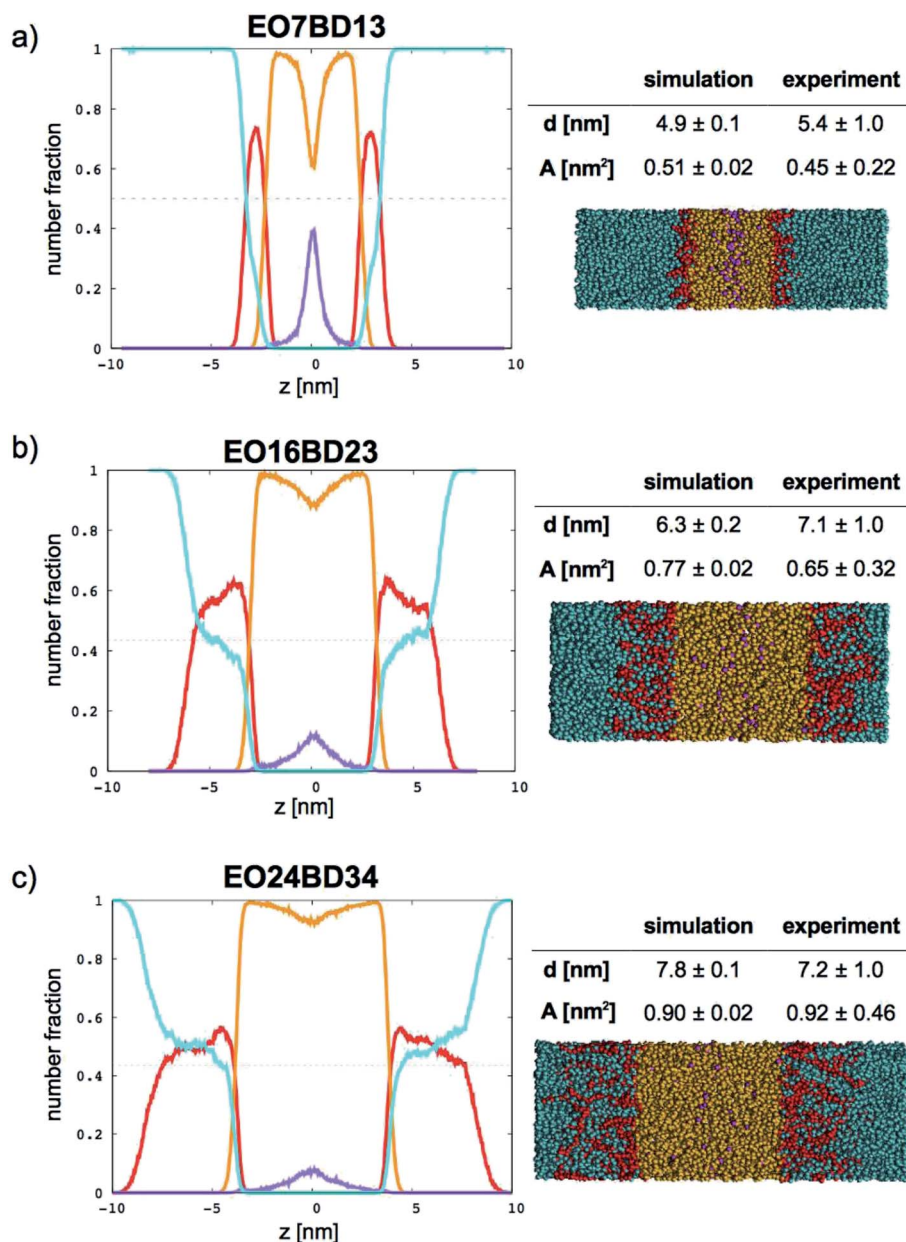 a)
EO7BD13
number fraction
1
0.8
0.6
0.4
0.2
0
-10
-5
0
5
10
z [nm]
simulation experiment
d [nm] 4.9 ± 0.1 5.4 ± 1.0
A [nm²] 0.51 ± 0.02 0.45 ± 0.22
b)
EO16BD23
number fraction
1
0.8
0.6
0.4
0.2
0
-10
-5
0
5
10
z [nm]
simulation experiment
d [nm] 6.3 ± 0.2 7.1 ± 1.0
A [nm²] 0.77 ± 0.02 0.65 ± 0.32
c)
EO24BD34
number fraction
1
0.8
0.6
0.4
0.2
0
-10
-5
0
5
10
z [nm]
simulation experiment
d [nm] 7.8 ± 0.1 7.2 ± 1.0
A [nm²] 0.90 ± 0.02 0.92 ± 0.46